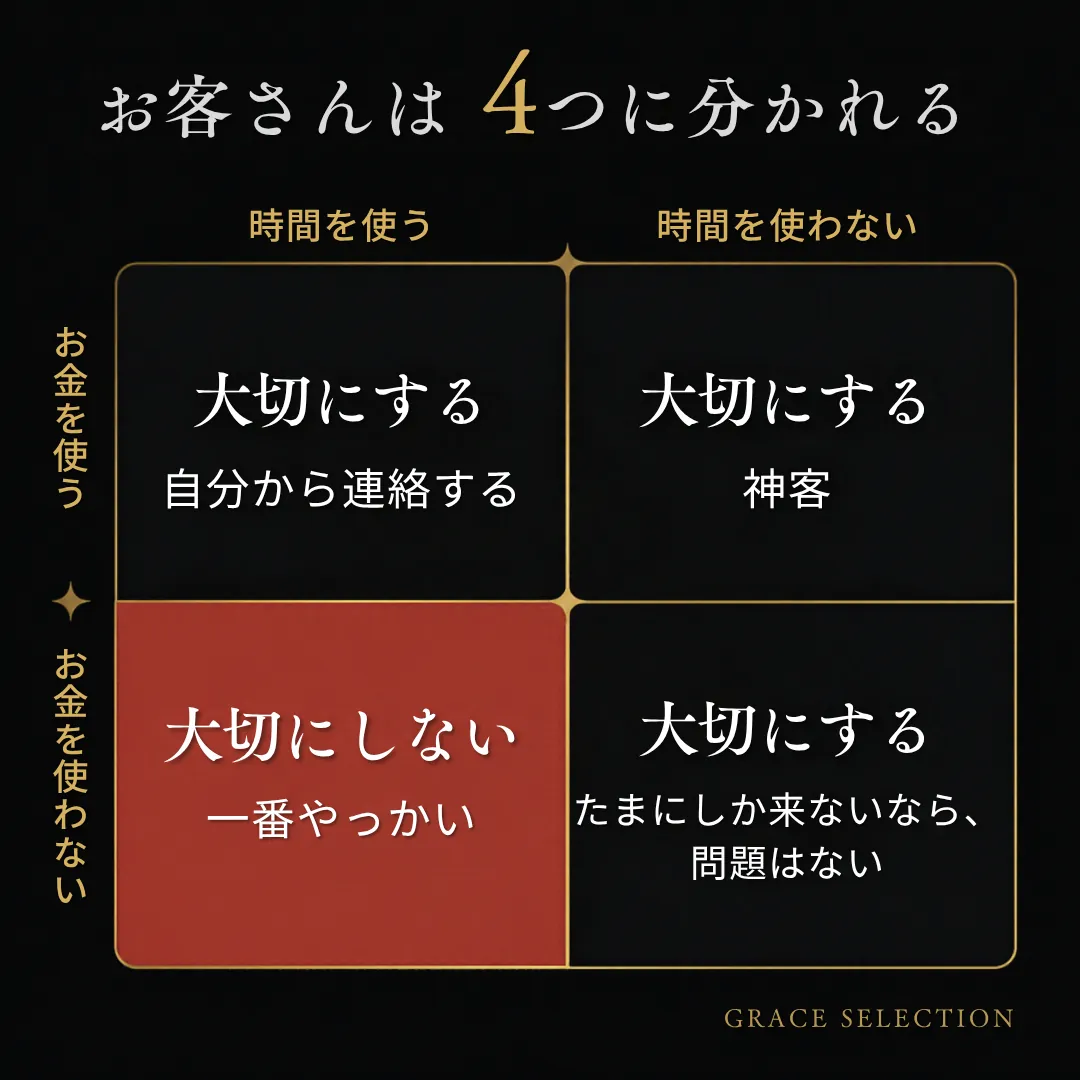 お客さんは 4つに分かれる
時間を使う
時間を使わない
お金を使う
大切にする
自分から連絡する
大切にする
神客
お金を使わない
大切にしない
一番やっかい
大切にする
たまにしか来ないなら、
問題はない
GRACE SELECTION